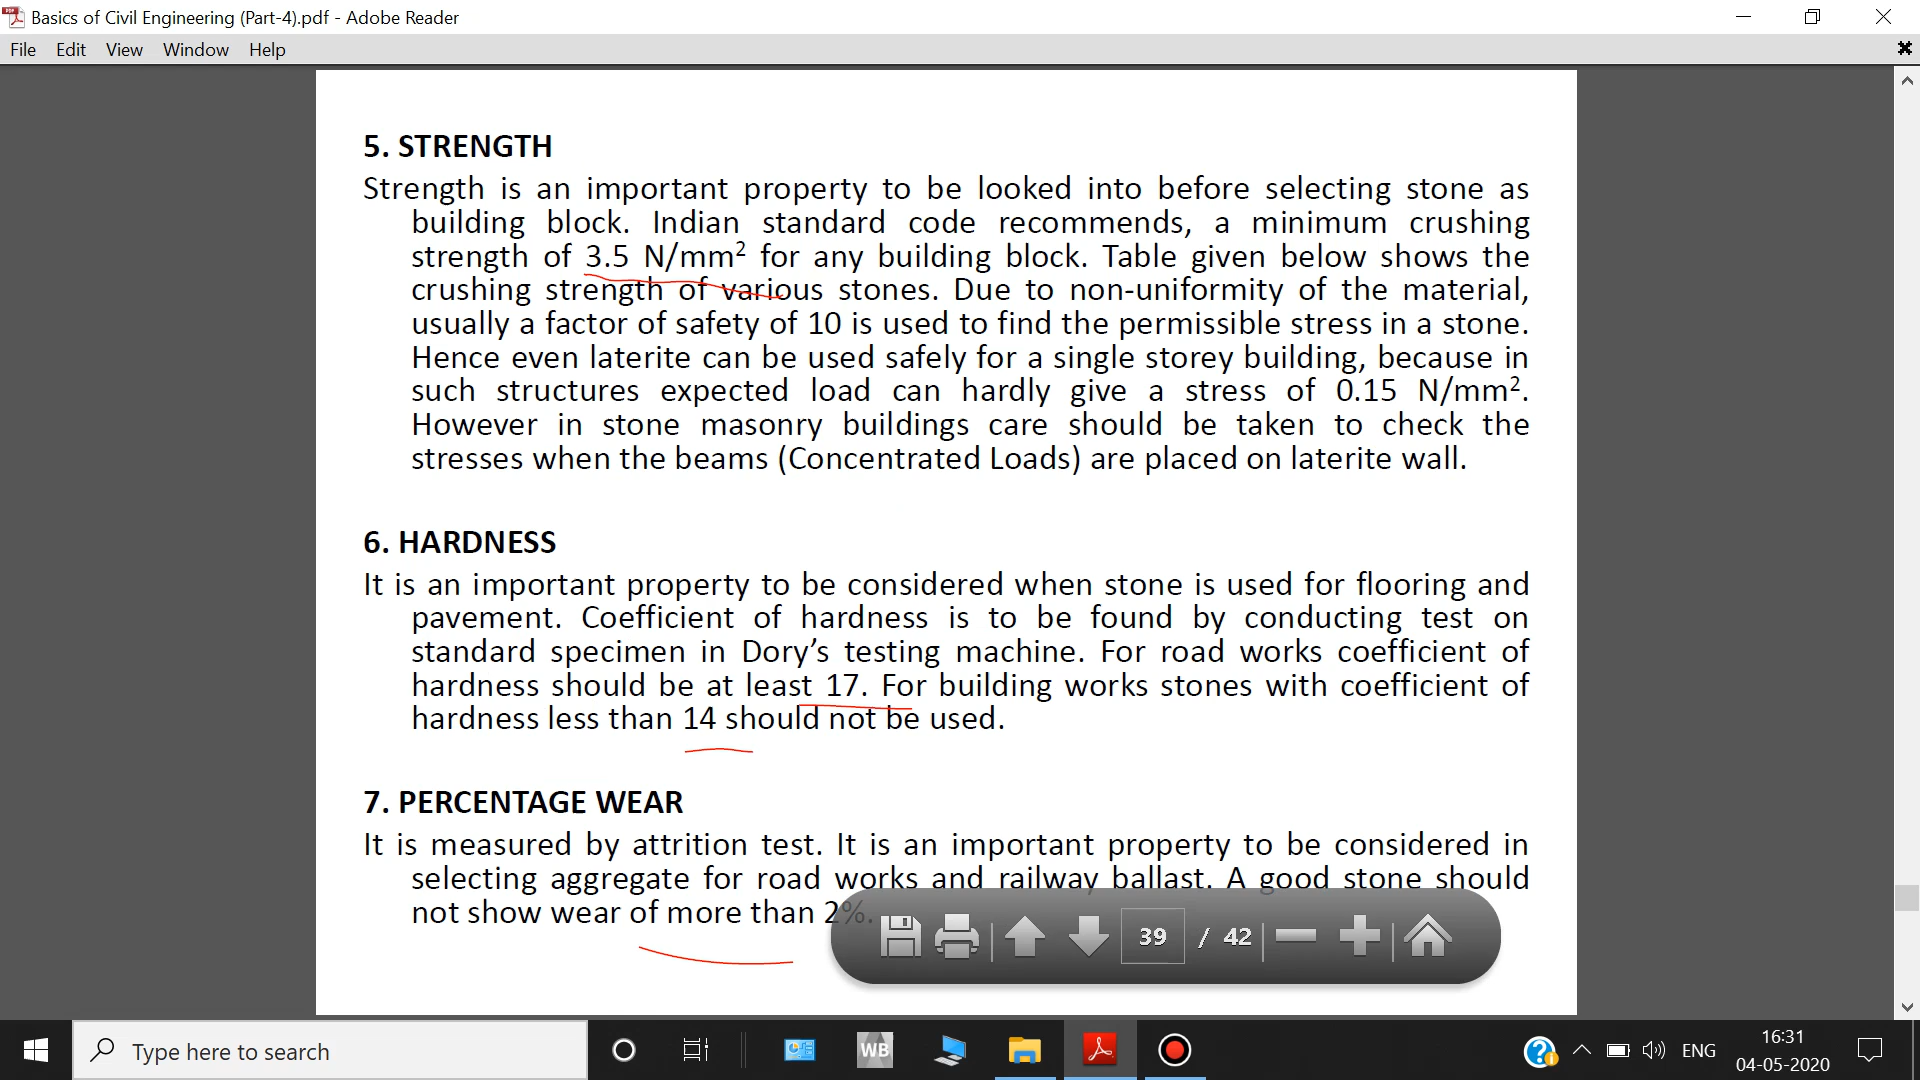 Basics of Civil Engineering (Part-4).pdf - Adobe Reader
File Edit View Window Help
5. STRENGTH
Strength is an important property to be looked into before selecting stone as
building block. Indian standard code recommends, a minimum crushing
strength of 3.5 N/mm² for any building block. Table given below shows the
crushing strength of various stones. Due to non-uniformity of the material,
usually a factor of safety of 10 is used to find the permissible stress in a stone.
Hence even laterite can be used safely for a single storey building, because in
such structures expected load can hardly give a stress of 0.15 N/mm².
However in stone masonry buildings care should be taken to check the
stresses when the beams (Concentrated Loads) are placed on laterite wall.
6. HARDNESS
It is an important property to be considered when stone is used for flooring and
pavement. Coefficient of hardness is to be found by conducting test on
standard specimen in Dory’s testing machine. For road works coefficient of
hardness should be at least 17. For building works stones with coefficient of
hardness less than 14 should not be used.
7. PERCENTAGE WEAR
It is measured by attrition test. It is an important property to be considered in
selecting aggregate for road works and railway ballast. A good stone should
not show wear of more than 2%.
39 / 42
Type here to search
WB
ENG
16:31
04-05-2020